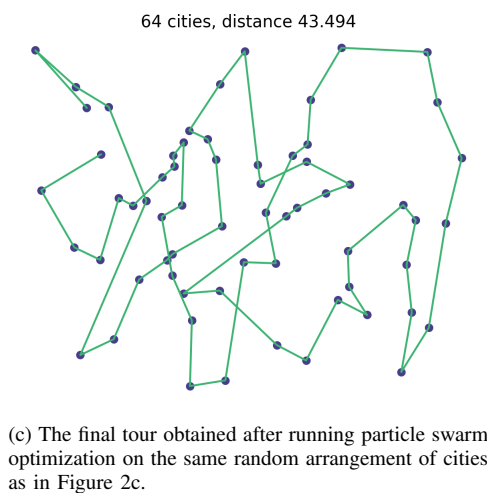 64 cities, distance 43.494
(c) The final tour obtained after running particle swarm
optimization on the same random arrangement of cities
as in Figure 2c.